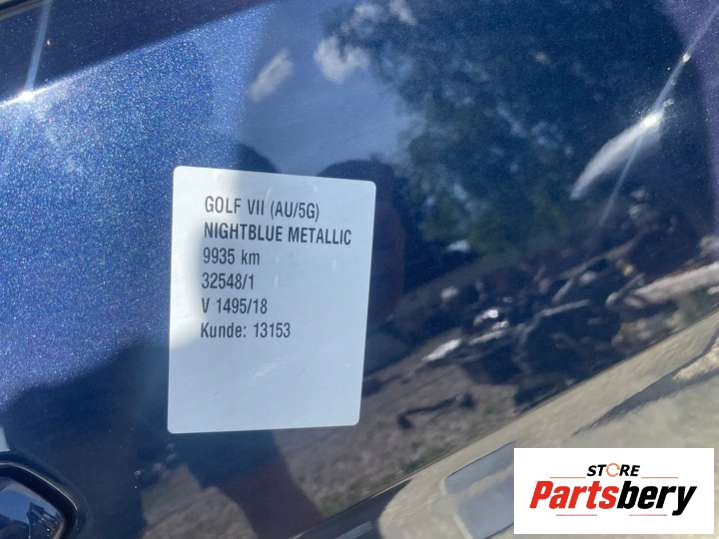 GOLF VII (AU/5G)
NIGHTBLUE METALLIC
9935 km
32548/1
V 1495/18
Kunde: 13153
STORE
Partsbery